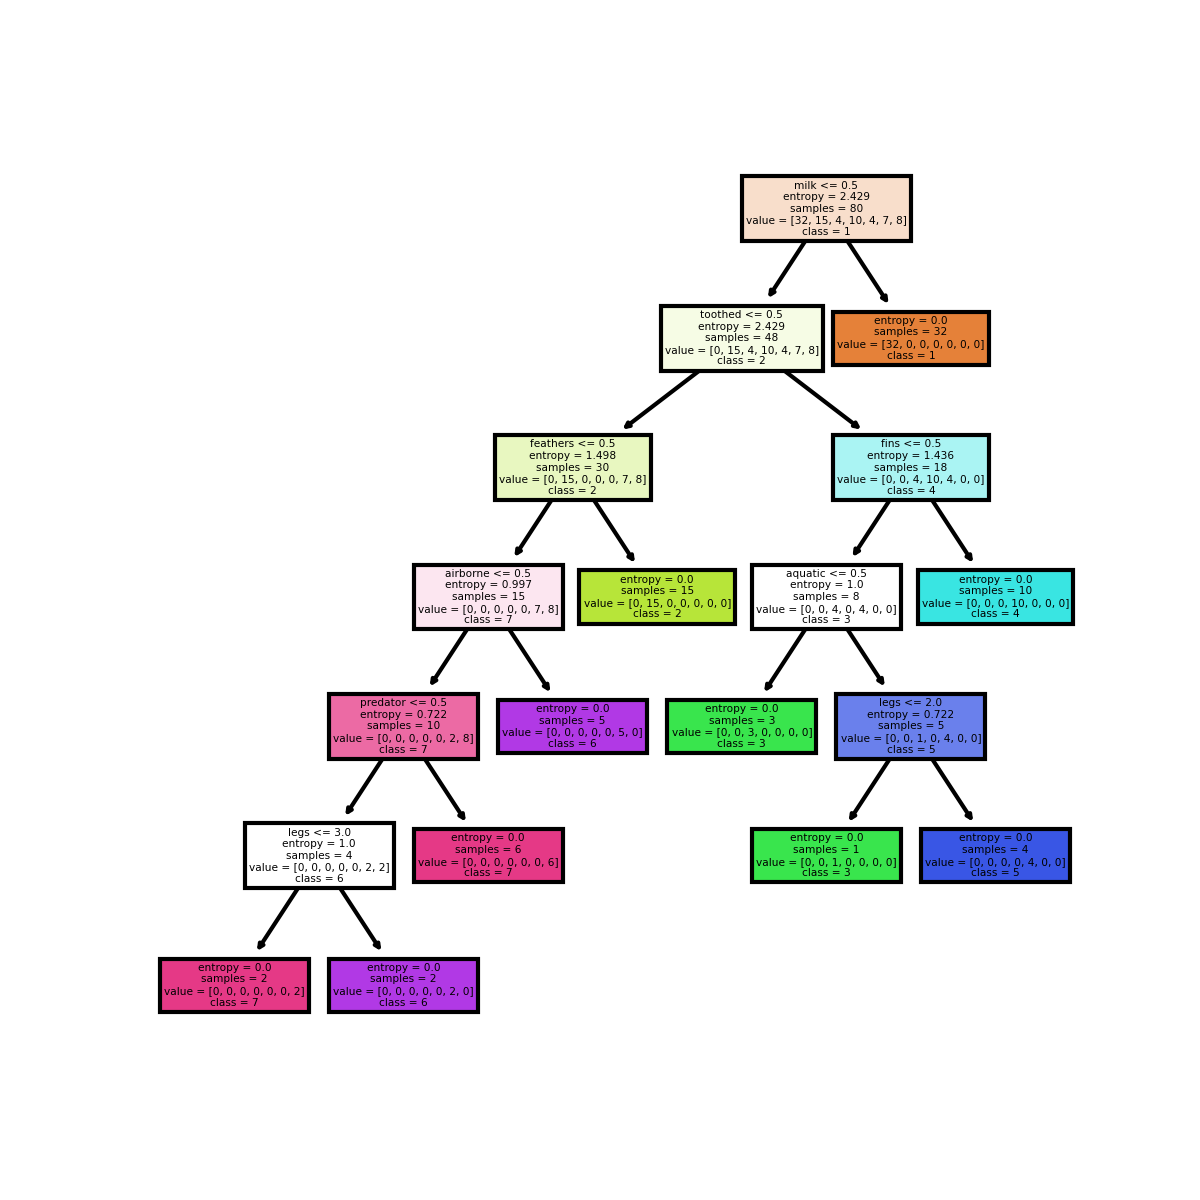 milk <= 0.5
entropy = 2.429
samples = 80
value = [32, 15, 4, 10, 4, 7, 8]
class = 1
toothed <= 0.5
entropy = 2.429
samples = 48
value = [0, 15, 4, 10, 4, 7, 8]
class = 2
entropy = 0.0
samples = 32
value = [32, 0, 0, 0, 0, 0, 0]
class = 1
feathers <= 0.5
entropy = 1.498
samples = 30
value = [0, 15, 0, 0, 0, 7, 8]
class = 2
fins <= 0.5
entropy = 1.436
samples = 18
value = [0, 0, 4, 10, 4, 0, 0]
class = 4
airborne <= 0.5
entropy = 0.997
samples = 15
value = [0, 0, 0, 0, 0, 7, 8]
class = 7
entropy = 0.0
samples = 15
value = [0, 15, 0, 0, 0, 0, 0]
class = 2
aquatic <= 0.5
entropy = 1.0
samples = 8
value = [0, 0, 4, 0, 4, 0, 0]
class = 3
entropy = 0.0
samples = 10
value = [0, 0, 0, 10, 0, 0, 0]
class = 4
predator <= 0.5
entropy = 0.722
samples = 10
value = [0, 0, 0, 0, 0, 2, 8]
class = 7
entropy = 0.0
samples = 5
value = [0, 0, 0, 0, 0, 5, 0]
class = 6
entropy = 0.0
samples = 3
value = [0, 0, 3, 0, 0, 0, 0]
class = 3
legs <= 2.0
entropy = 0.722
samples = 5
value = [0, 0, 1, 0, 4, 0, 0]
class = 5
legs <= 3.0
entropy = 1.0
samples = 4
value = [0, 0, 0, 0, 0, 2, 2]
class = 6
entropy = 0.0
samples = 6
value = [0, 0, 0, 0, 0, 0, 6]
class = 7
entropy = 0.0
samples = 1
value = [0, 0, 1, 0, 0, 0, 0]
class = 3
entropy = 0.0
samples = 4
value = [0, 0, 0, 0, 4, 0, 0]
class = 5
entropy = 0.0
samples = 2
value = [0, 0, 0, 0, 0, 0, 2]
class = 7
entropy = 0.0
samples = 2
value = [0, 0, 0, 0, 0, 2, 0]
class = 6